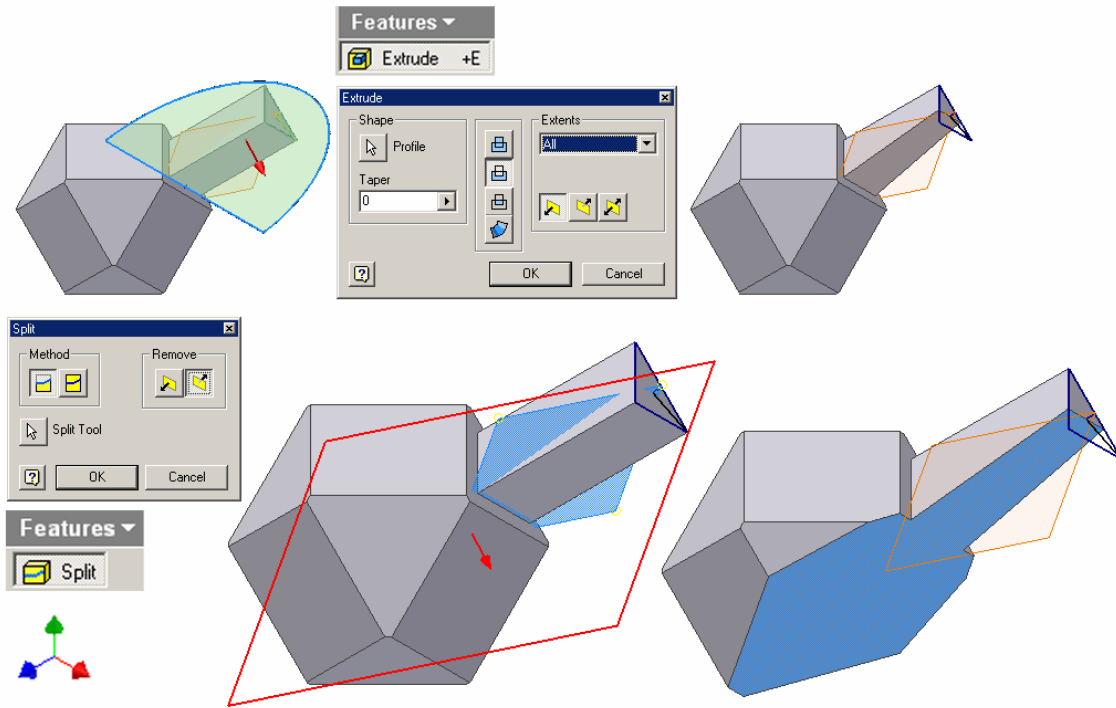 Features
Extrude +E
Extrude
Shape
Profile
Taper
0
Extents
All
OK
Cancel
Split
Method
Remove
Split Tool
OK
Cancel
Features
Split